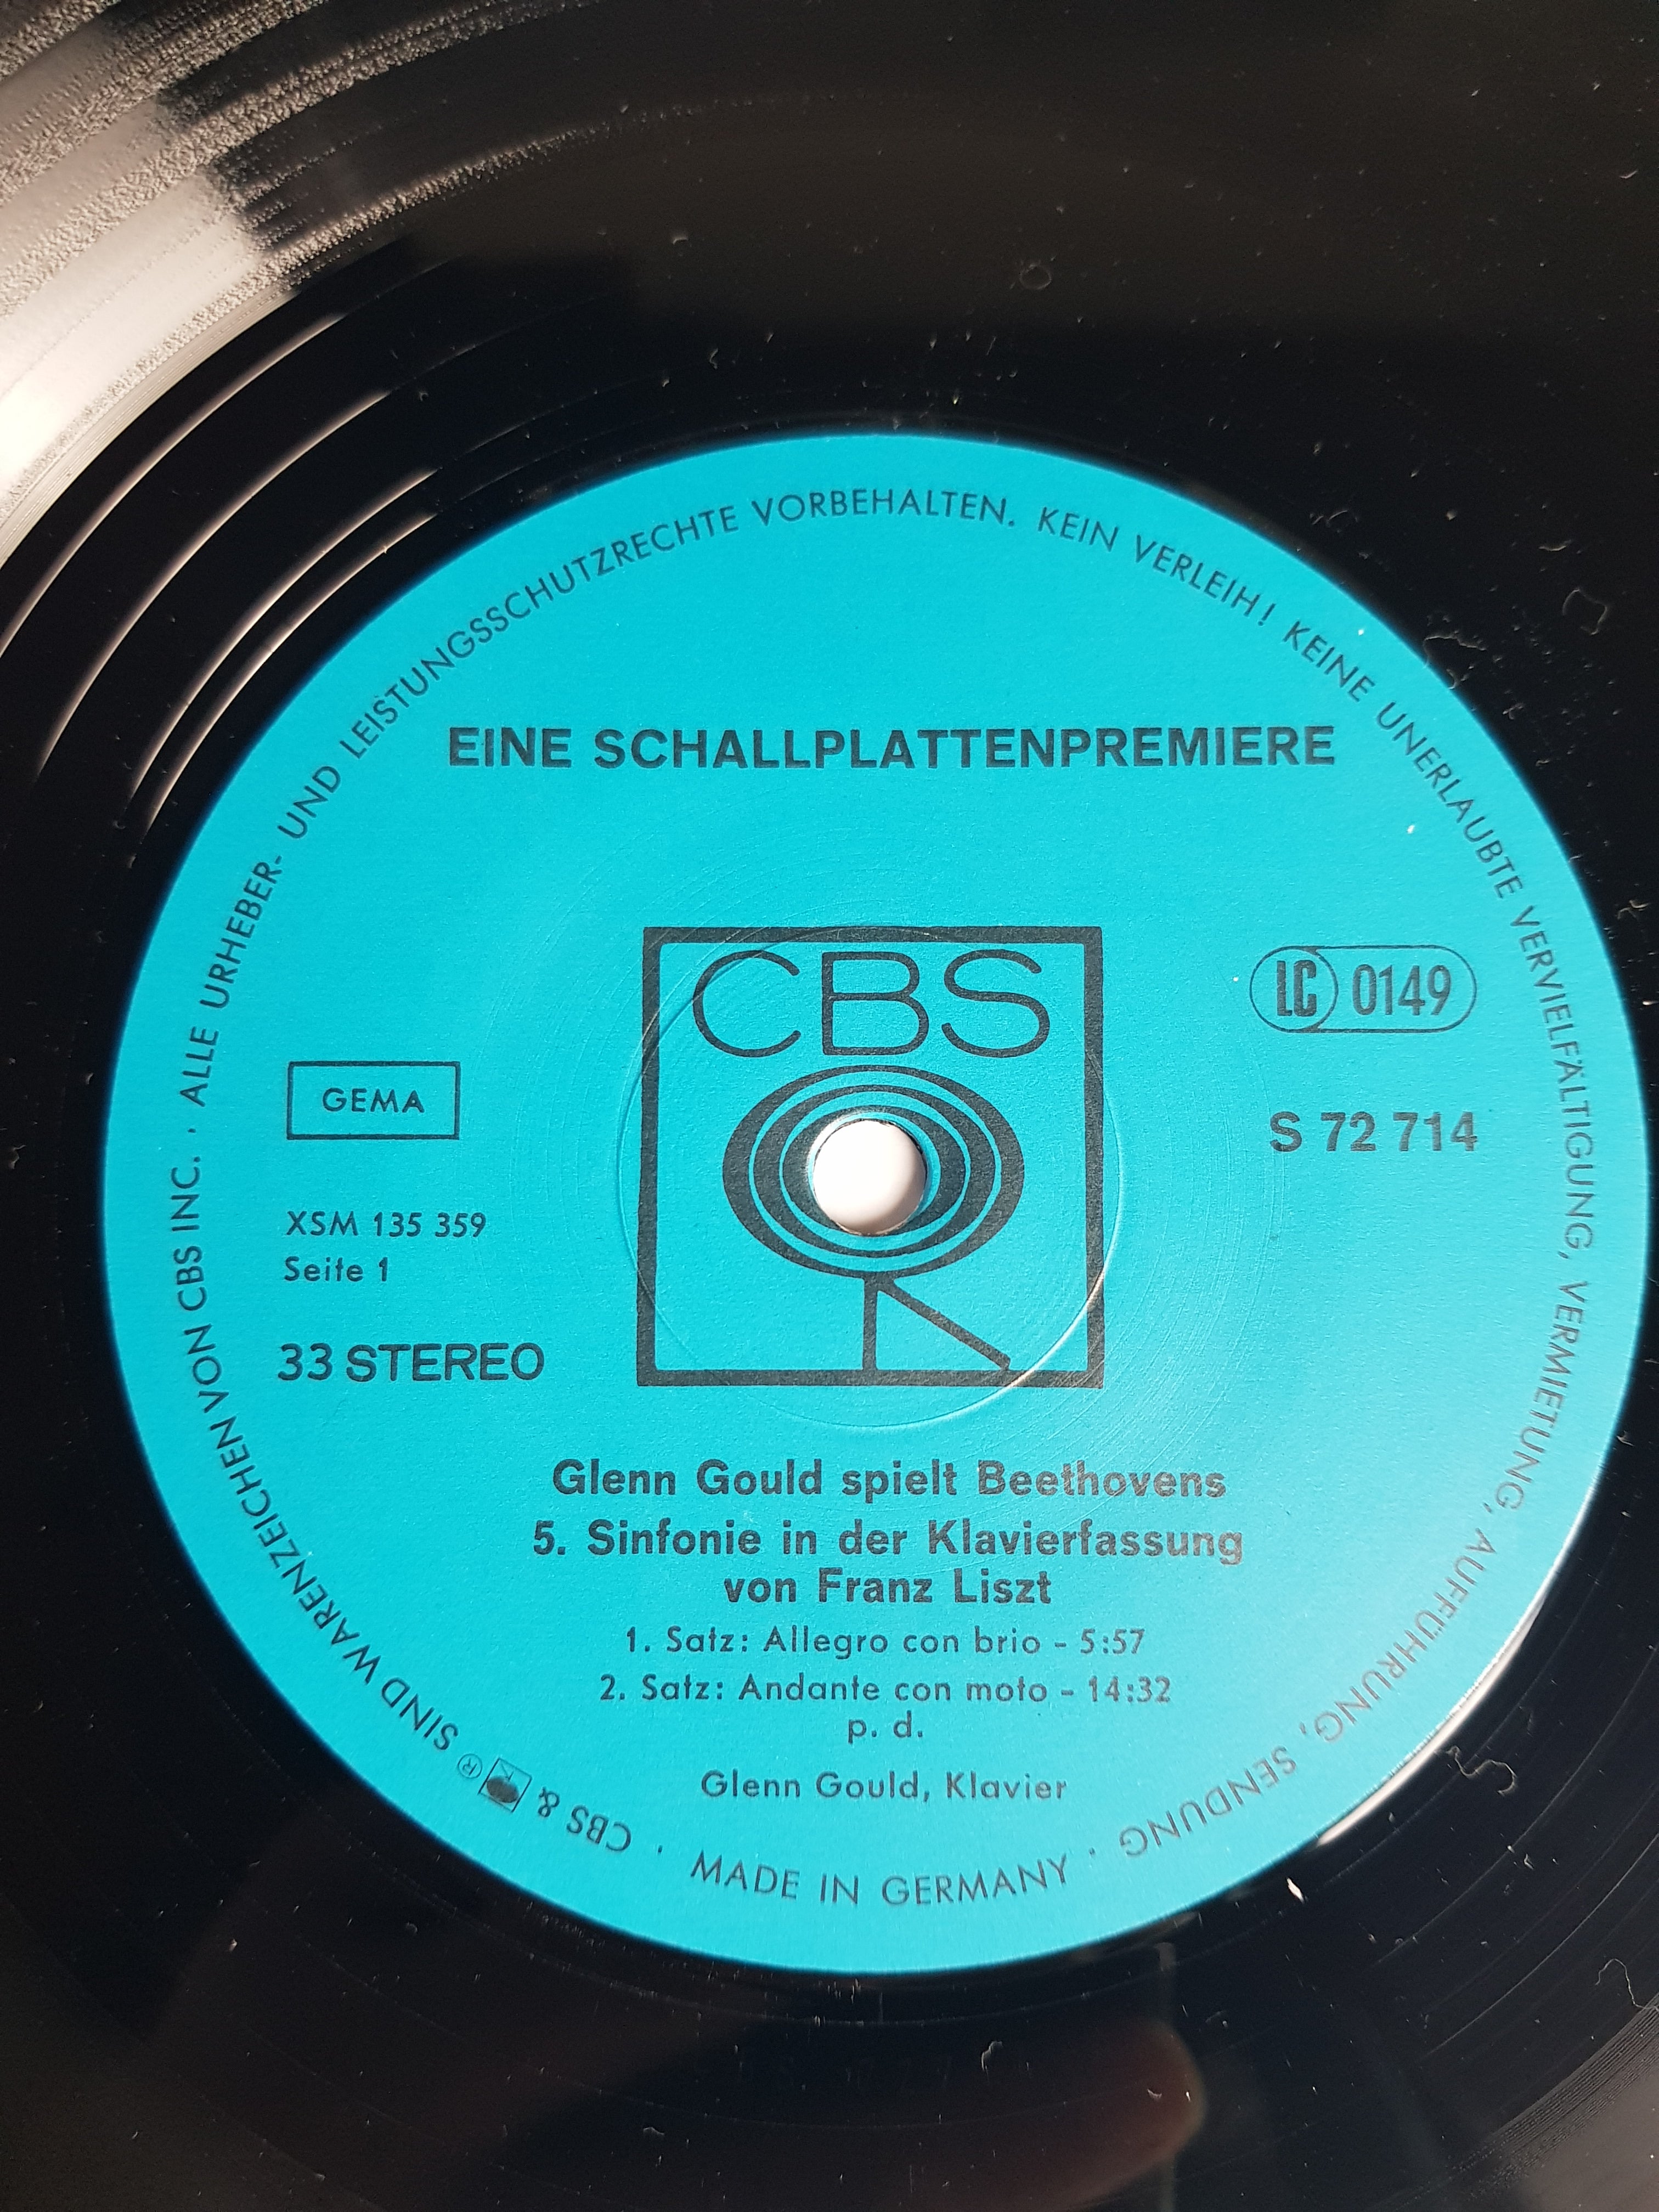 ALLE URHEBER- UND LEISTUNGSSCHUTZRECHTE VORBEHALTEN. KEIN VERLEIH! KEINE UNERLAUBTE VERVIELFÄLTIGUNG, VERMIETUNG, AUFFÜHRUNG, SENDUNG · MADE IN GERMANY · CBS & ® SIND WARENZEICHEN VON CBS INC. ·
EINE SCHALLPLATTENPREMIERE
CBS
LC 0149
GEMA
S 72 714
XSM 135 359
Seite 1
33 STEREO
Glenn Gould spielt Beethovens
5. Sinfonie in der Klavierfassung
von Franz Liszt
1. Satz: Allegro con brio - 5:57
2. Satz: Andante con moto - 14:32
p. d.
Glenn Gould, Klavier